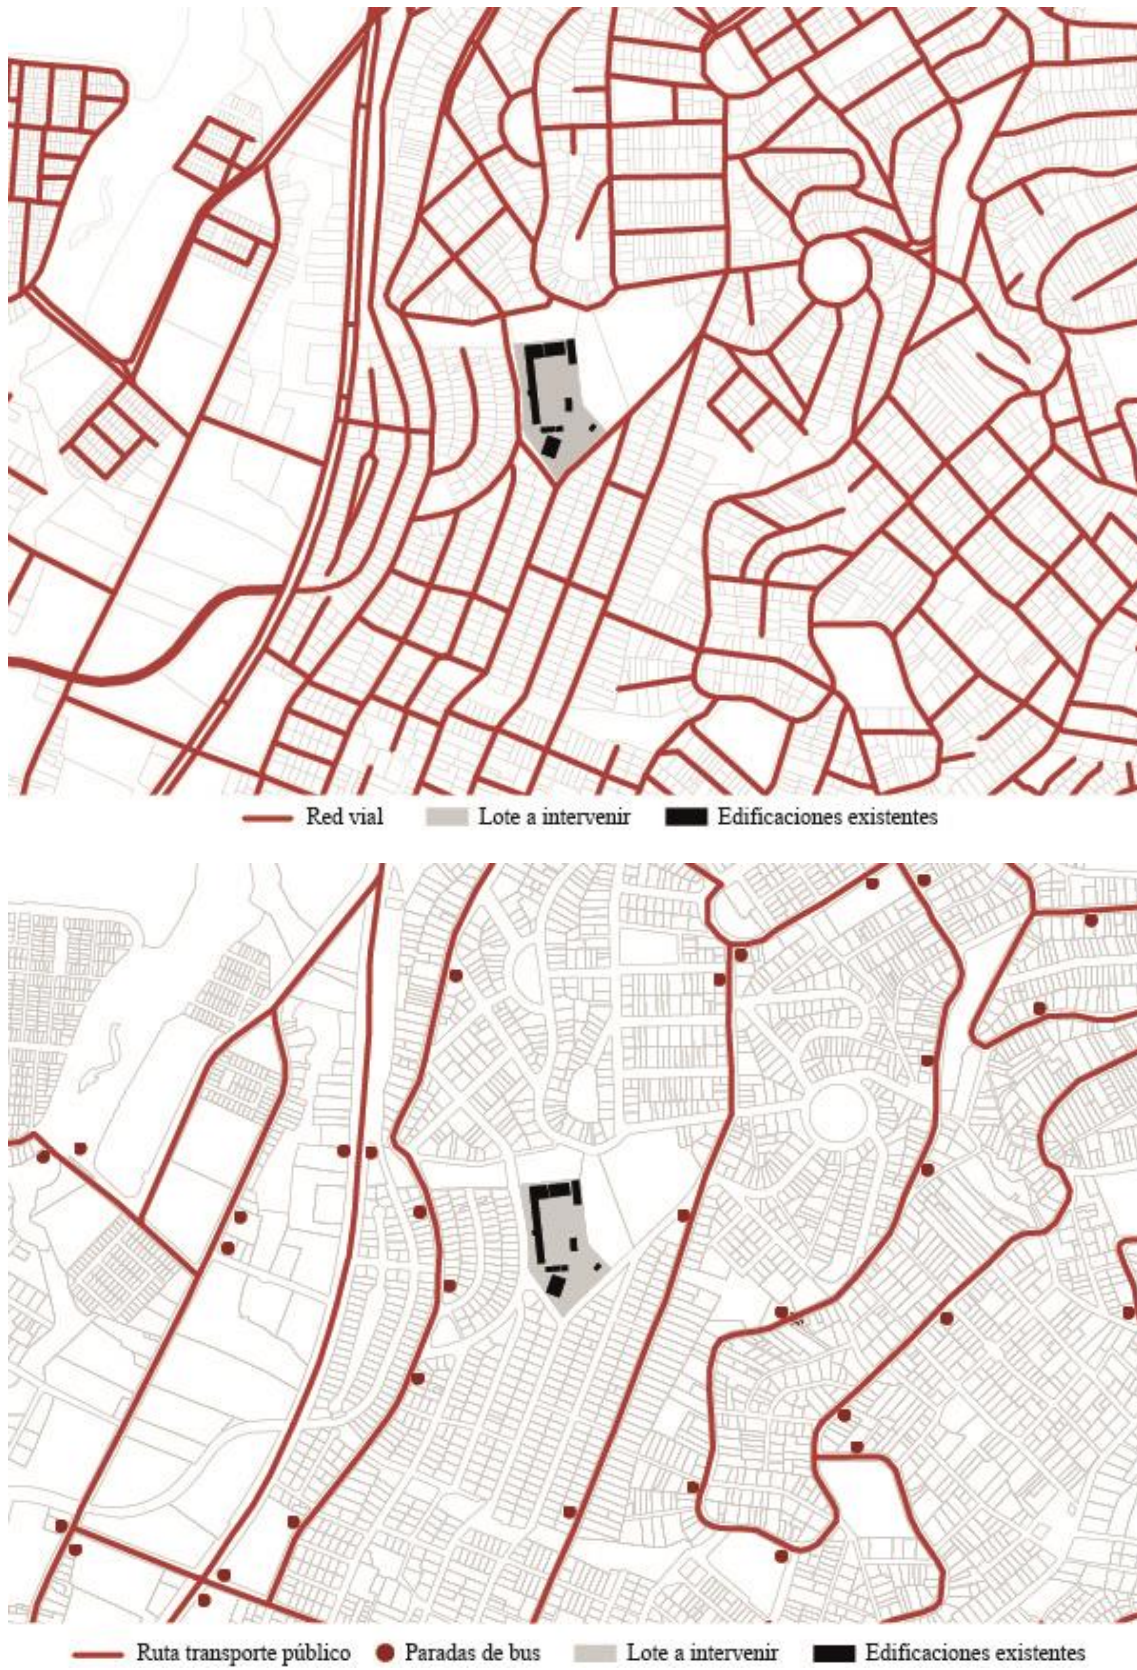 Red vial Lote a intervenir Edificaciones existentes
Ruta transporte público Paradas de bus Lote a intervenir Edificaciones existentes